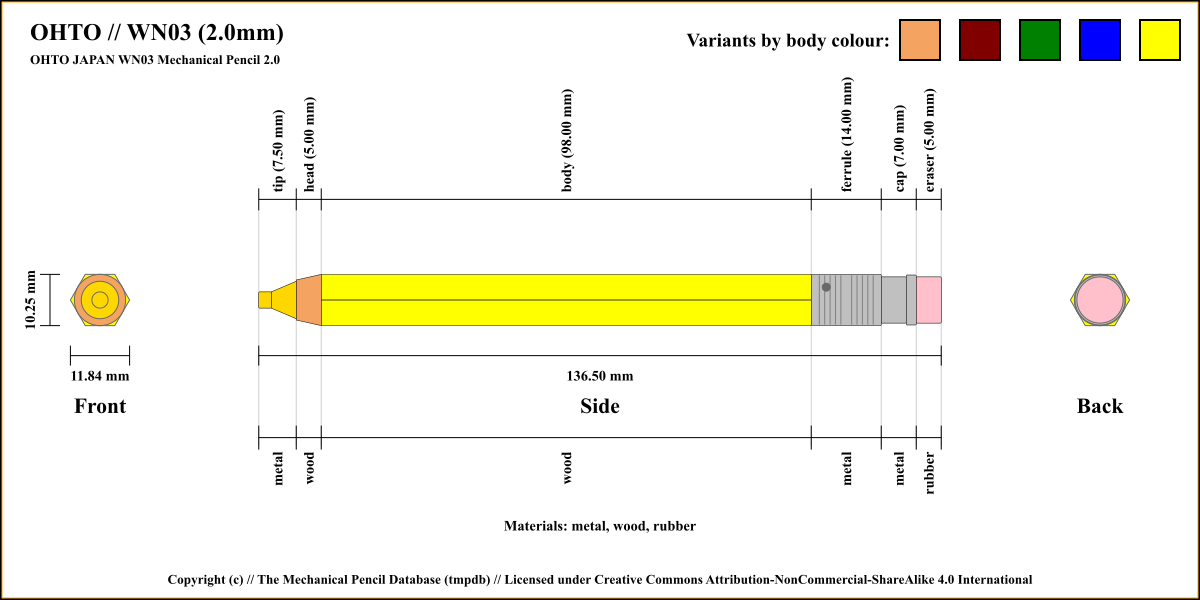 OHTO // WN03 (2.0mm)
OHTO JAPAN WN03 Mechanical Pencil 2.0
Variants by body colour:
tip (7.50 mm)
head (5.00 mm)
body (98.00 mm)
ferrule (14.00 mm)
cap (7.00 mm)
eraser (5.00 mm)
10.25 mm
11.84 mm
136.50 mm
Front
Side
Back
metal
wood
wood
metal
metal
rubber
Materials: metal, wood, rubber
Copyright (c) // The Mechanical Pencil Database (tmpdb) // Licensed under Creative Commons Attribution-NonCommercial-ShareAlike 4.0 International